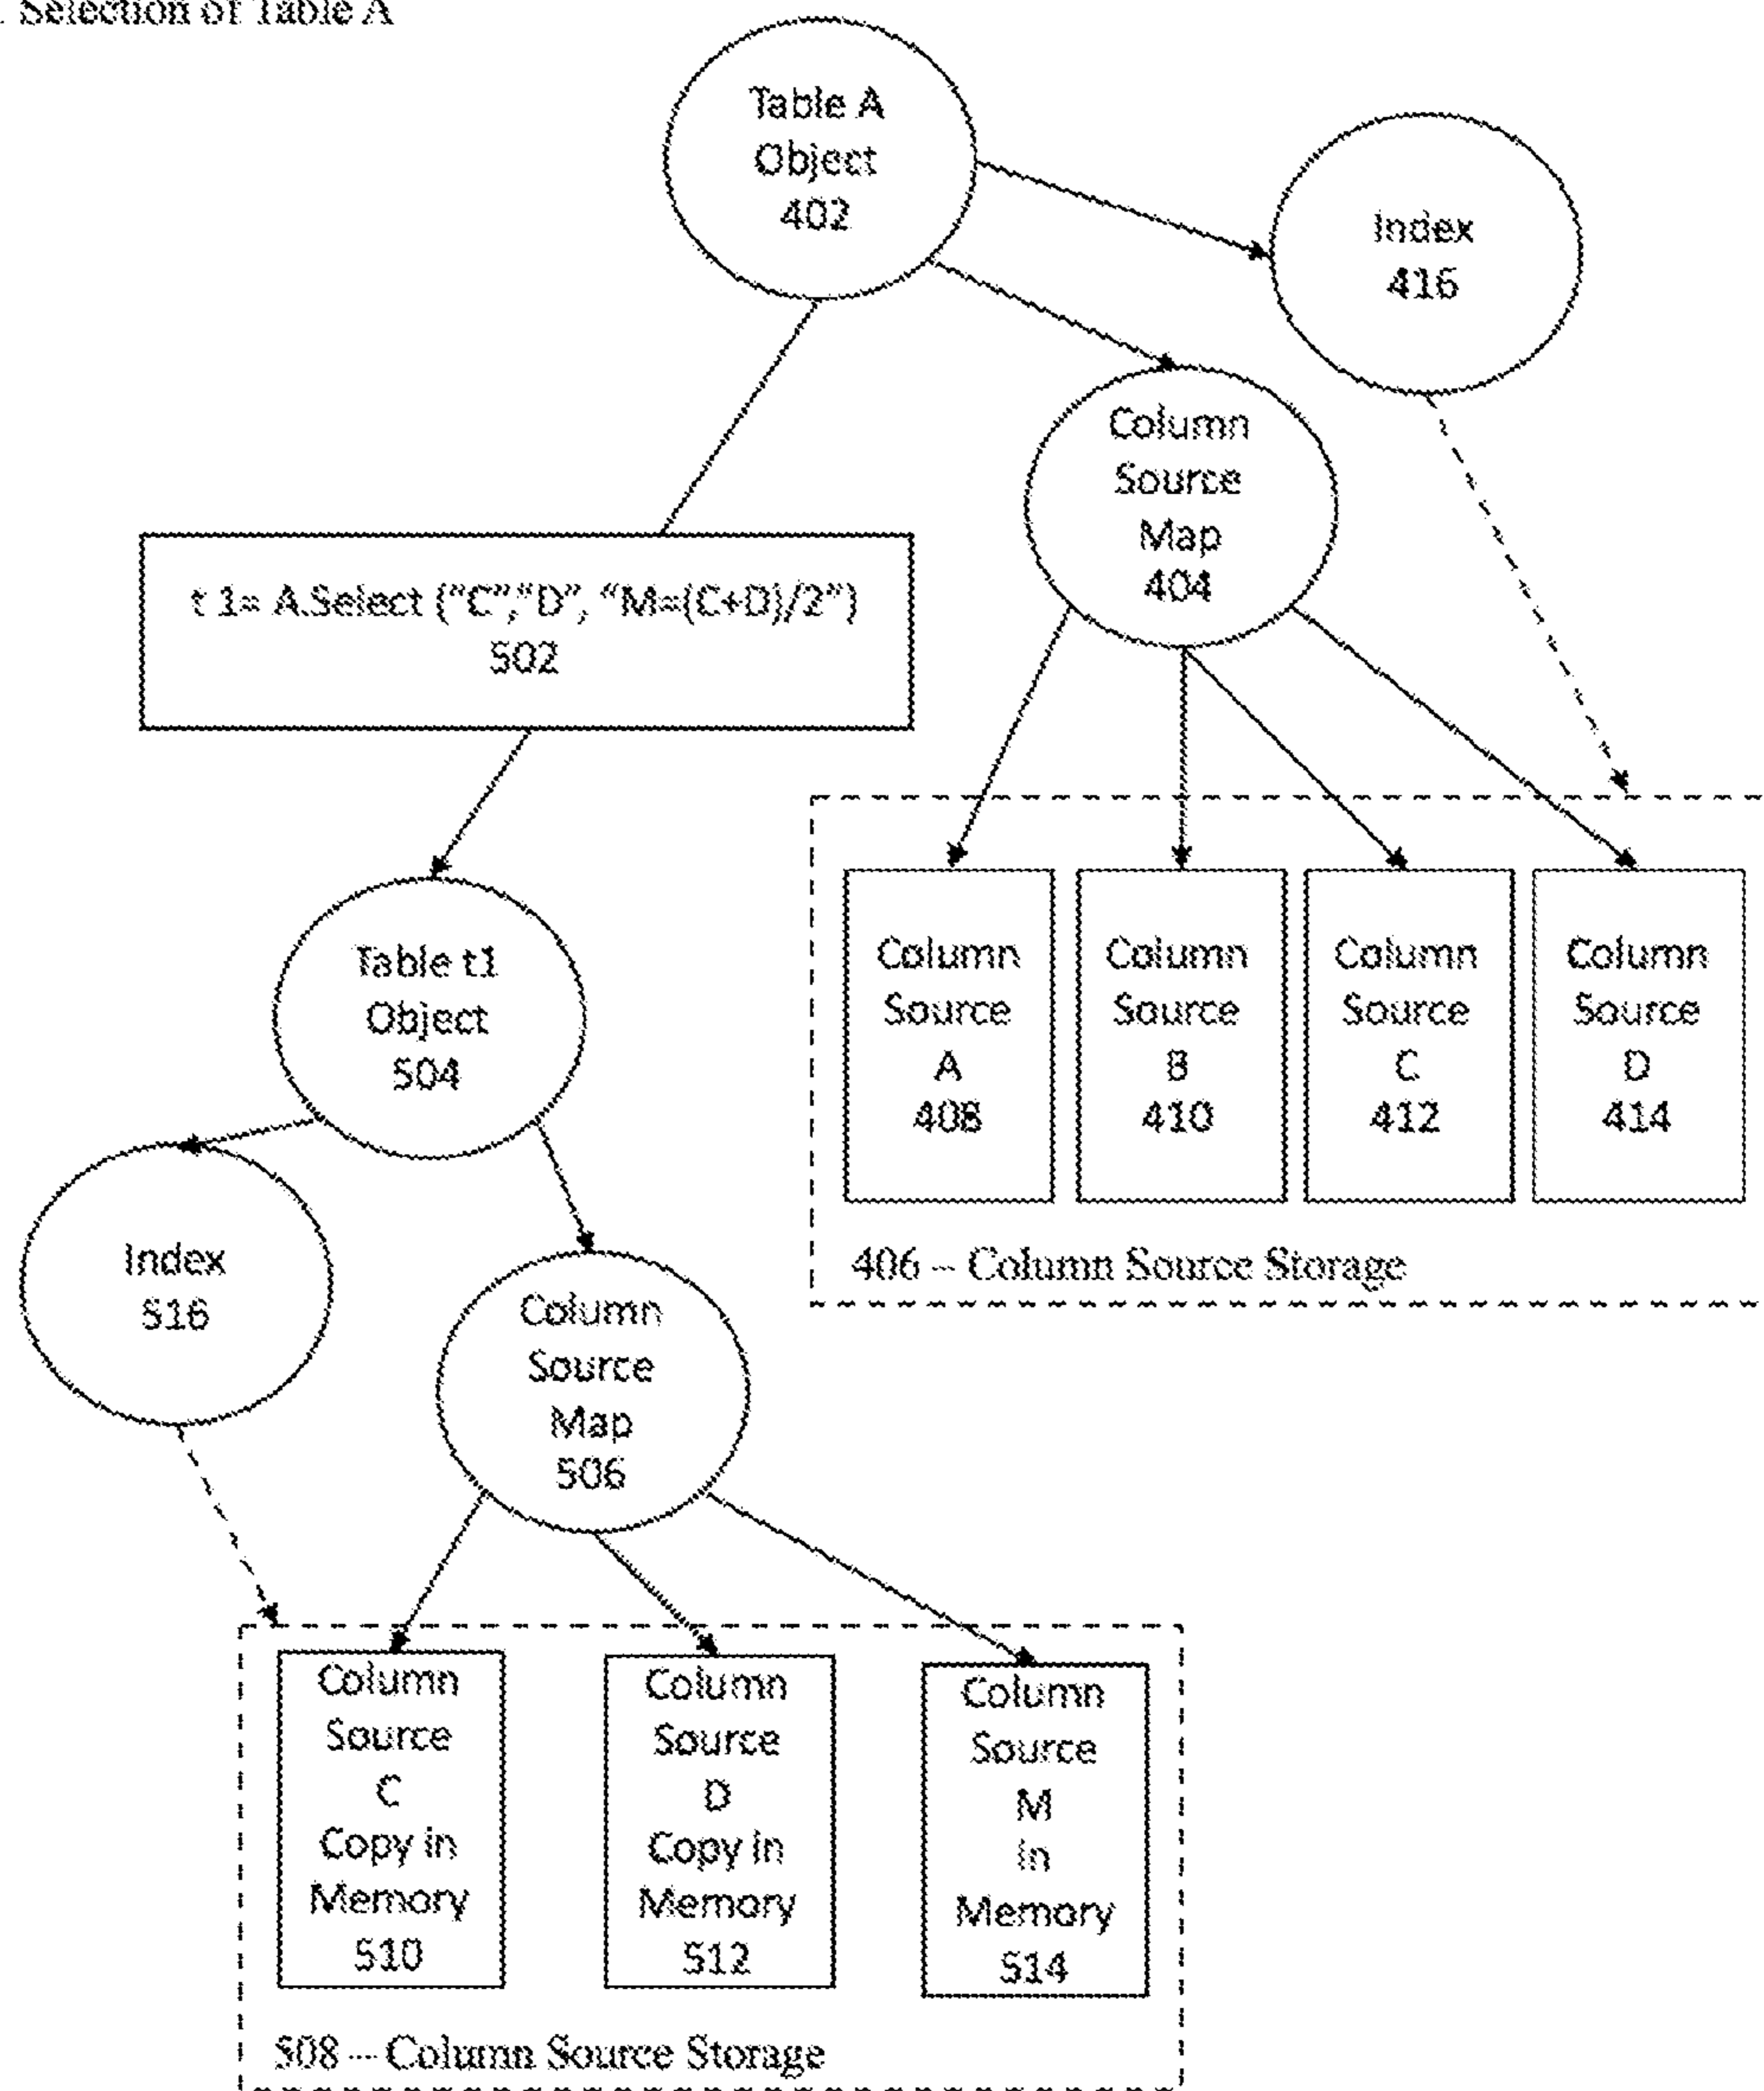 Selection of Table A
Table A
Object
402
Index
416
Column
Source
Map
404
t 1= A.Select ("C","D", "M=(C+D)/2")
502
Table t1
Object
504
Column
Source
A
408
Column
Source
B
410
Column
Source
C
412
Column
Source
D
414
406 – Column Source Storage
Index
516
Column
Source
Map
506
Column
Source
C
Copy in
Memory
510
Column
Source
D
Copy in
Memory
512
Column
Source
M
in
Memory
514
508 – Column Source Storage